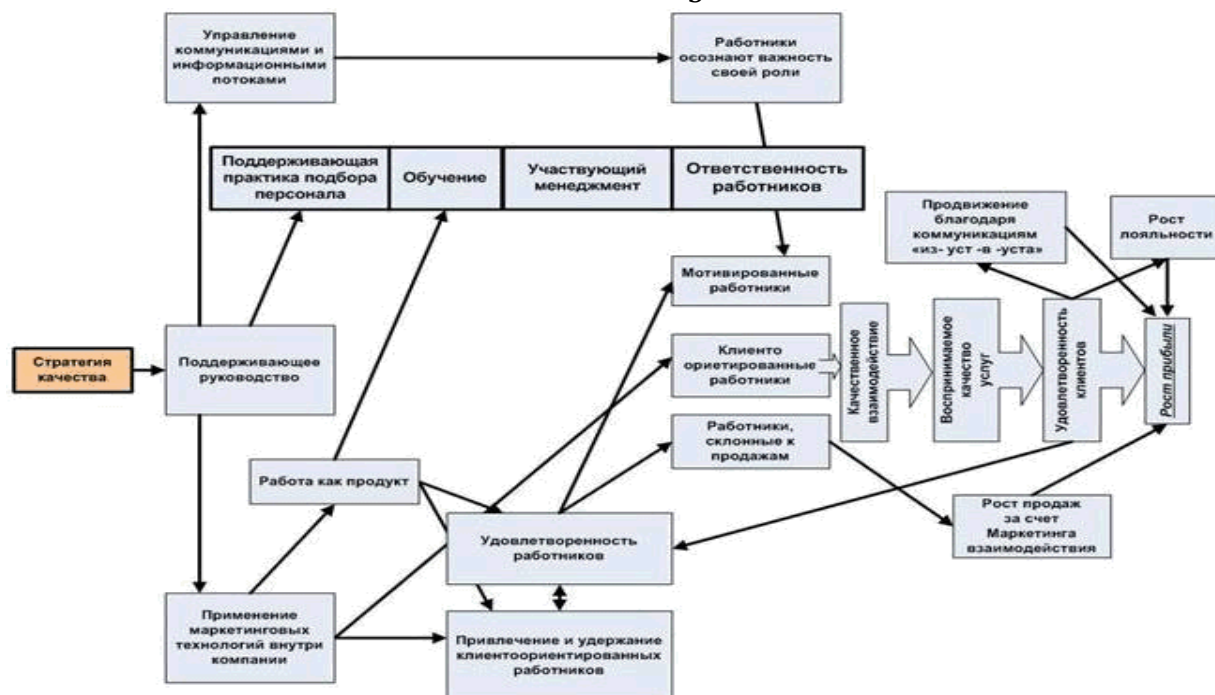 Управление
коммуникациями и
информационными
потоками
Работники
осознают важность
своей роли
Поддерживающая
практика подбора
персонала
Обучение
Участвующий
менеджмент
Ответственность
работников
Продвижение
благодаря
коммуникациям
«из- уст -в -уста»
Рост
лояльности
Мотивированные
работники
Стратегия
качества
Поддерживающее
руководство
Клиенто
ориетированные
работники
Качественное
взаимодействие
Воспринимаемое
качество
услуг
Удовлетворенность
клиентов
Рост прибыли
Работники,
склонные к
продажам
Работа как продукт
Удовлетворенность
работников
Рост продаж
за счет
Маркетинга
взаимодействия
Применение
маркетинговых
технологий внутри
компании
Привлечение и удержание
клиентоориентированных
работников